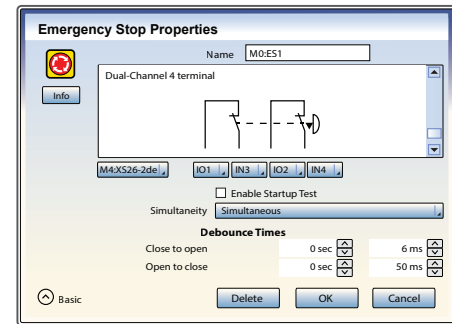 Emergency Stop Properties
Name M0:ES1
Dual-Channel 4 terminal
Info
M4:XS26-2de IO1 IN3 IO2 IN4
Enable Startup Test
Simultaneity Simultaneous
Debounce Times
Close to open 0 sec 6 ms
Open to close 0 sec 50 ms
Basic Delete OK Cancel